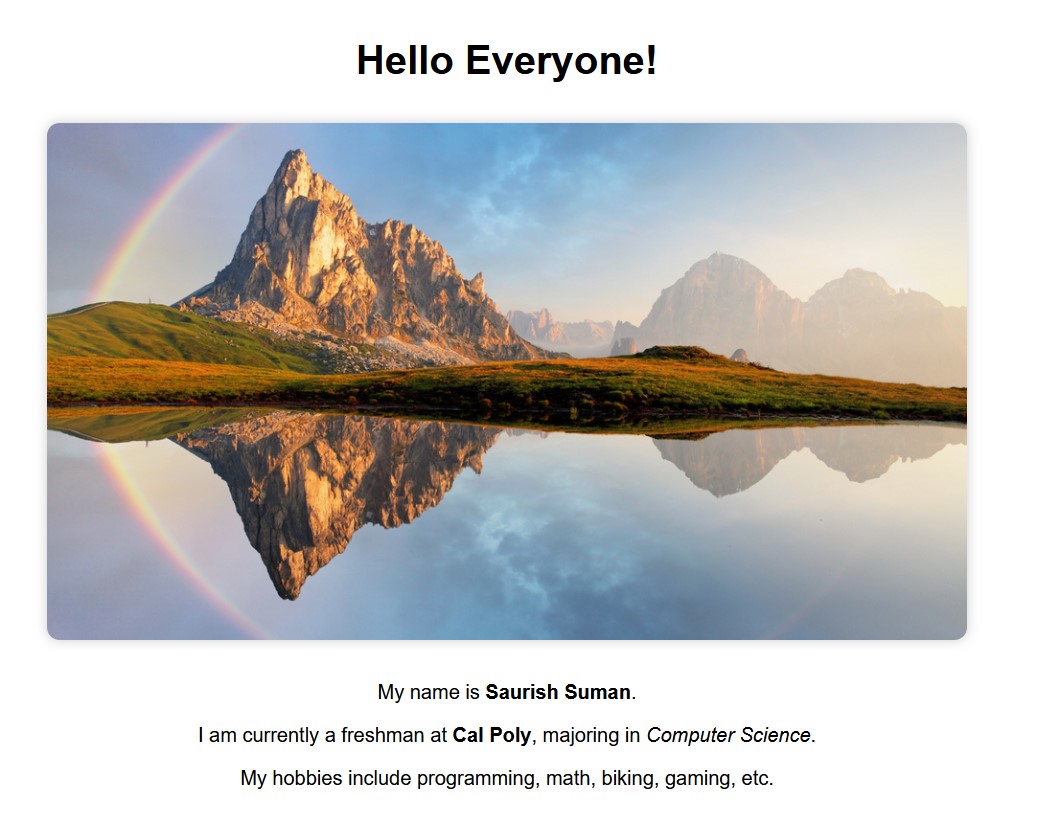 Hello Everyone!
My name is Saurish Suman.
I am currently a freshman at Cal Poly, majoring in Computer Science.
My hobbies include programming, math, biking, gaming, etc.